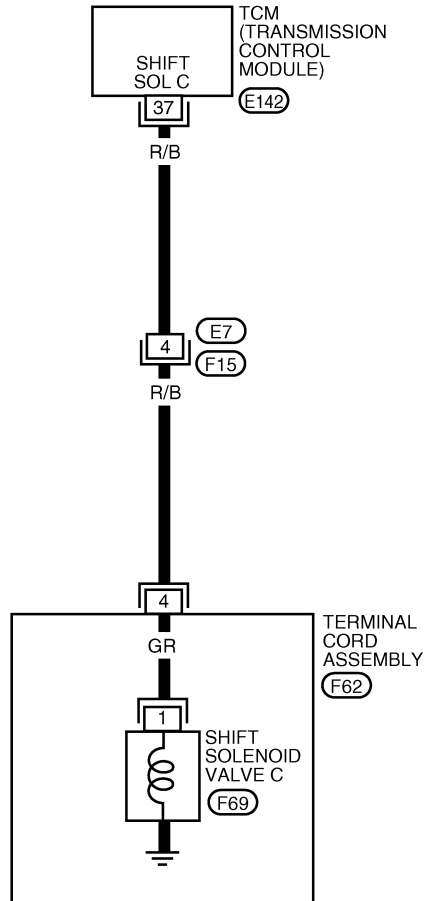 TCM
(TRANSMISSION
CONTROL
MODULE)
SHIFT
SOL C
37
E142
R/B
4
E7
F15
R/B
4
GR
TERMINAL
CORD
ASSEMBLY
F62
1
SHIFT
SOLENOID
VALVE C
F69